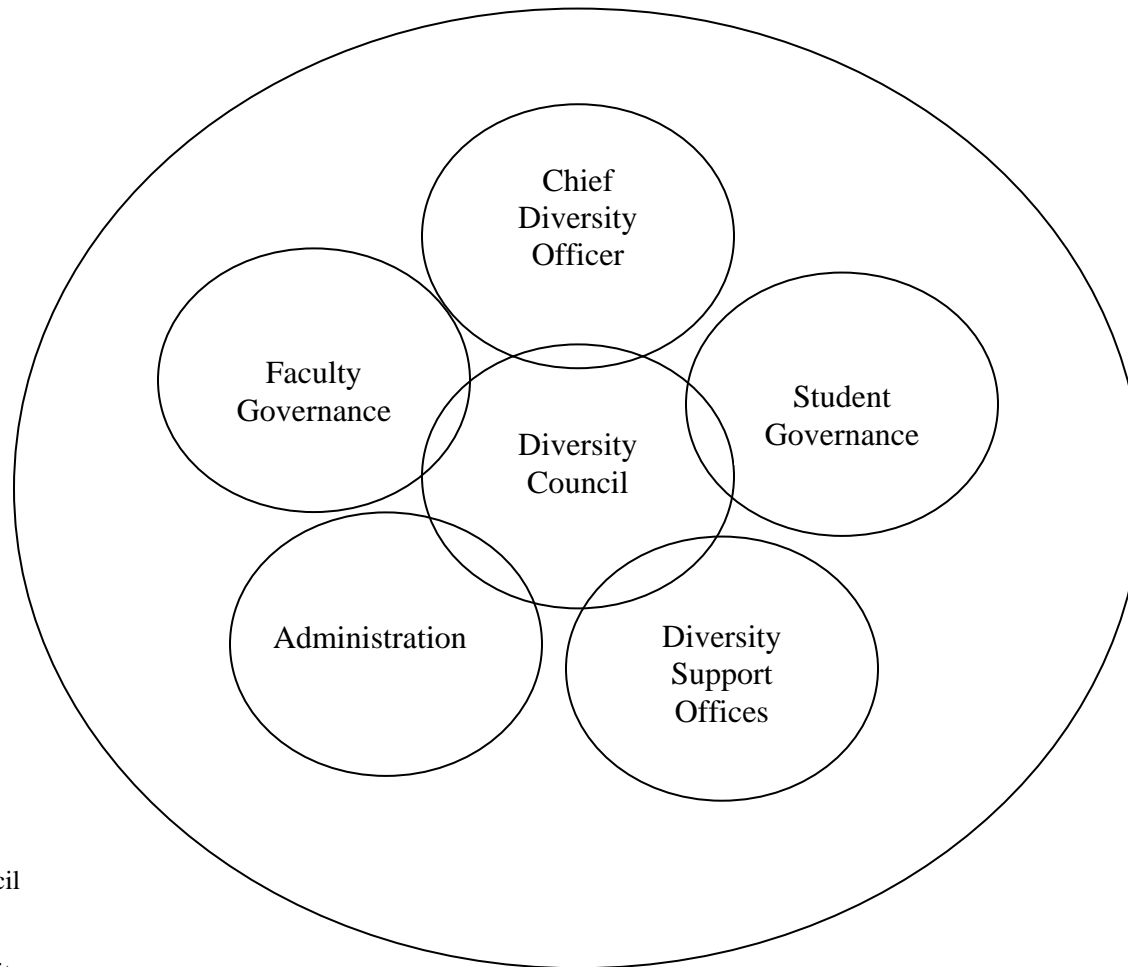 Chief
Diversity
Officer
Faculty
Governance
Student
Governance
Diversity
Council
Administration
Diversity
Support
Offices
cil